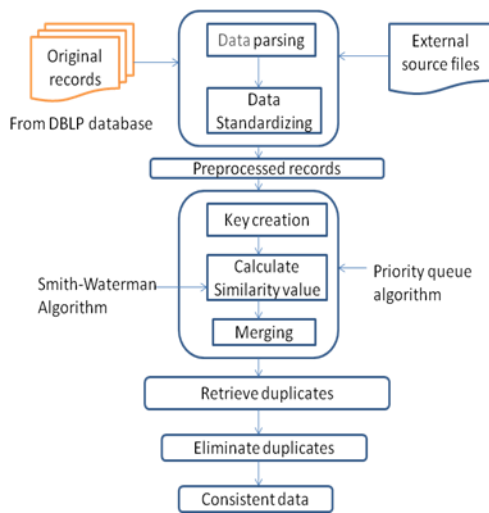 Original
records
From DBLP database
Data parsing
Data
Standardizing
External
source files
Preprocessed records
Key creation
Calculate
Similarity value
Merging
Smith-Waterman
Algorithm
Priority queue
algorithm
Retrieve duplicates
Eliminate duplicates
Consistent data